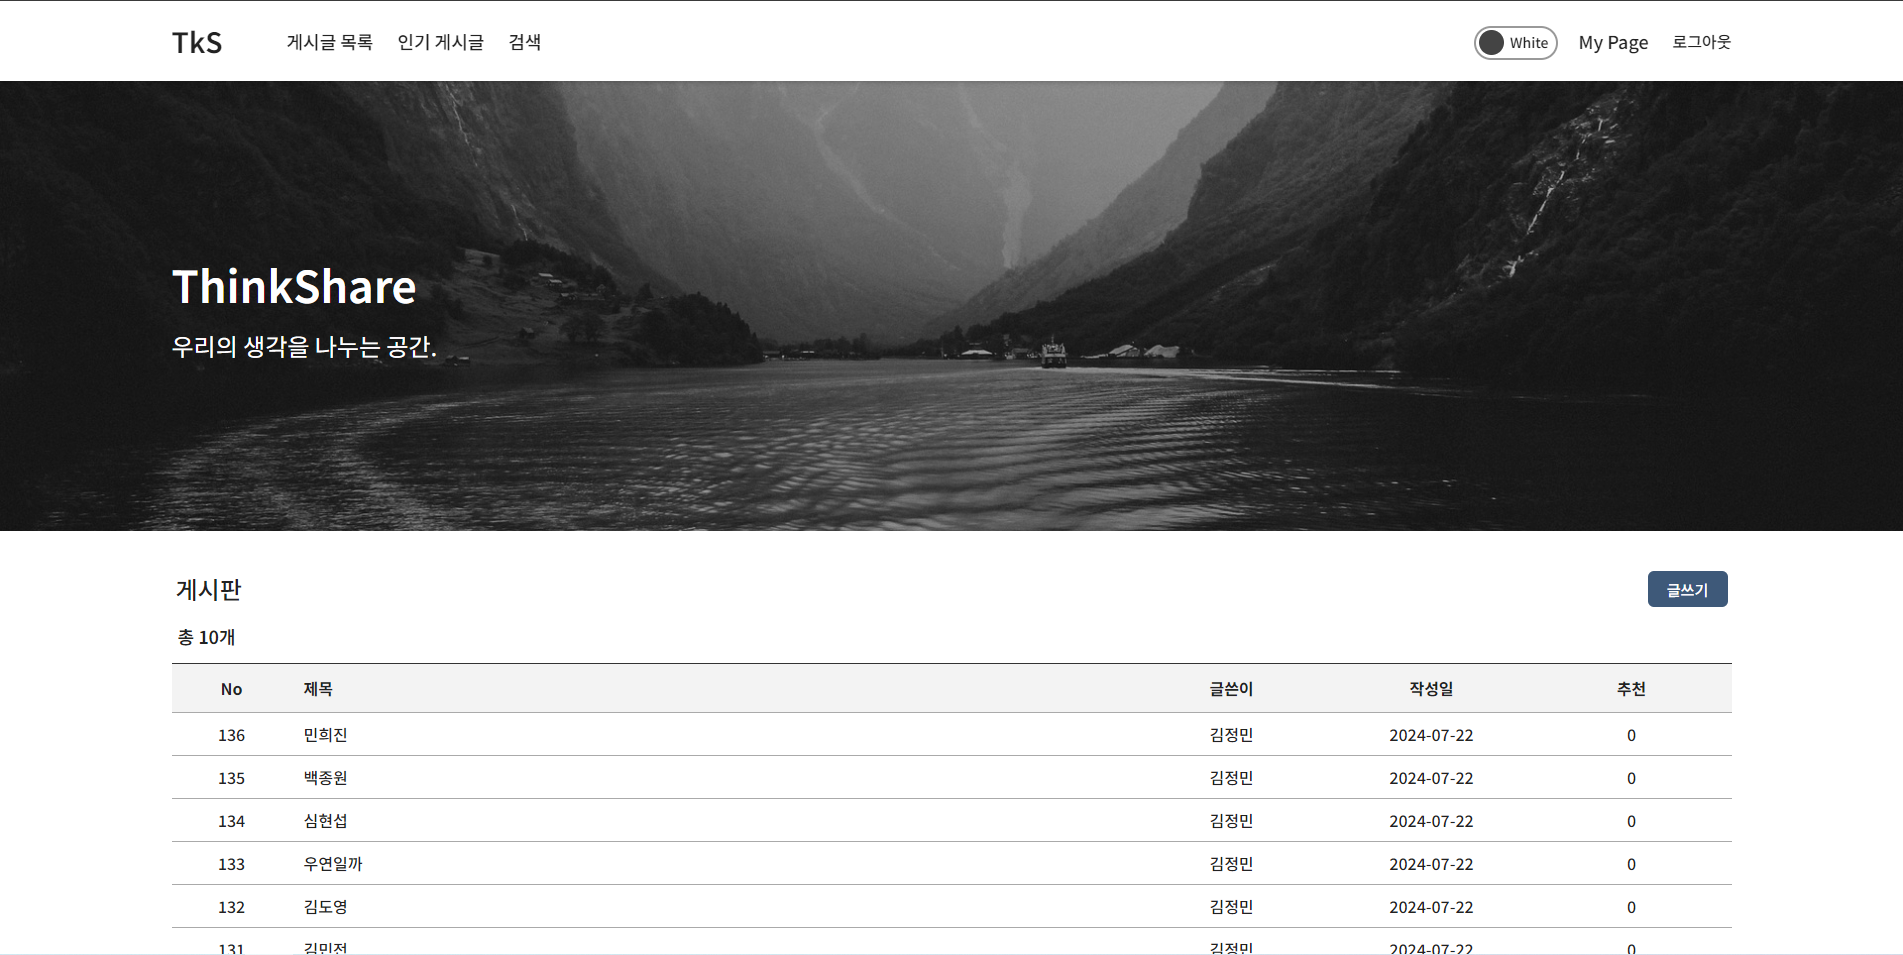 TkS 게시글 목록 인기 게시글 검색 White My Page 로그아웃
ThinkShare
우리의 생각을 나누는 공간.
게시판 글쓰기
총 10개
No 제목 글쓴이 작성일 추천
136 민희진 김정민 2024-07-22 0
135 백종원 김정민 2024-07-22 0
134 심현섭 김정민 2024-07-22 0
133 우연일까 김정민 2024-07-22 0
132 김도영 김정민 2024-07-22 0
131 김정민 2024-07-22 0